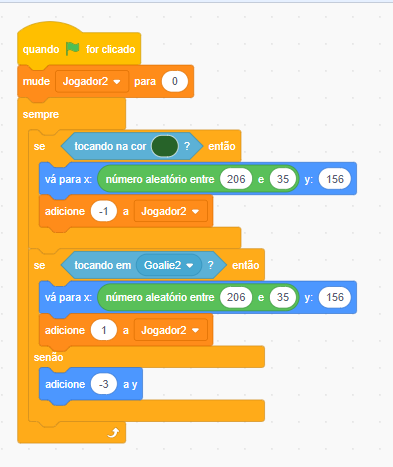 quando for clicado
mude Jogador2 para 0
sempre
se tocando na cor ? então
vá para x: número aleatório entre 206 e 35 y: 156
adicione -1 a Jogador2
se tocando em Goalie2 ? então
vá para x: número aleatório entre 206 e 35 y: 156
adicione 1 a Jogador2
senão
adicione -3 a y